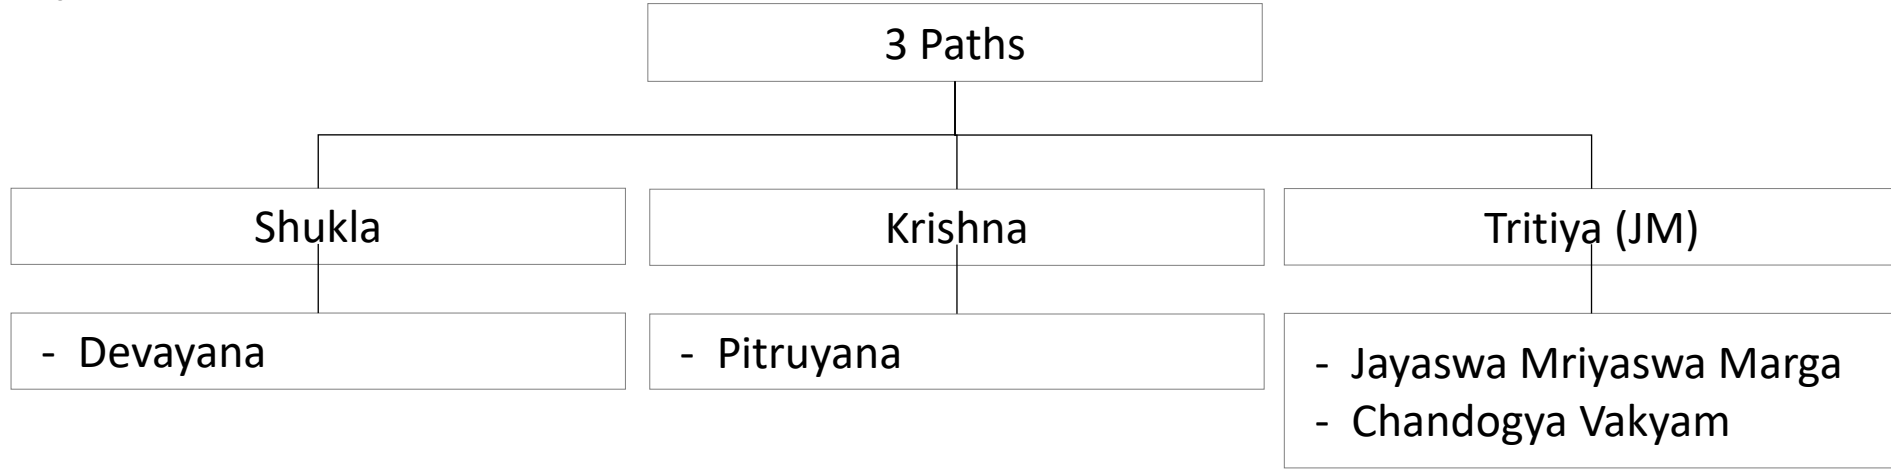 3 Paths
Shukla
Krishna
Tritiya (JM)
- Devayana
- Pitruyana
- Jayaswa Mriyaswa Marga
- Chandogya Vakyam